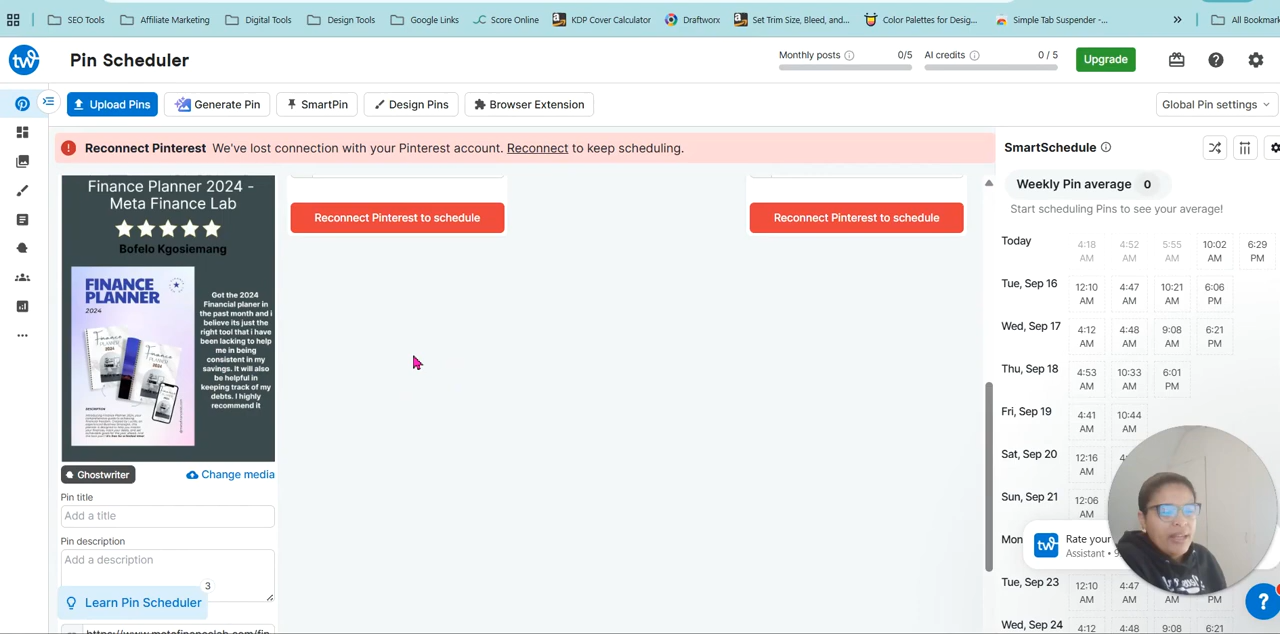 SEO Tools
Affiliate Marketing
Digital Tools
Design Tools
Google Links
Score Online
KDP Cover Calculator
Draftworx
Set Trim Size, Bleed, and...
Color Palettes for Desig...
Simple Tab Suspender -...
»
All Bookmark
tw
Pin Scheduler
Monthly posts 0/5
AI credits 0 / 5
Upgrade
Upload Pins
Generate Pin
SmartPin
Design Pins
Browser Extension
Global Pin settings
Reconnect Pinterest We've lost connection with your Pinterest account. Reconnect to keep scheduling.
Finance Planner 2024 -
Meta Finance Lab
Bofelo Kgosiemang
FINANCE
PLANNER
2024
Got the 2024
Financial planer in
the past month and i
believe its just the
right tool that i have
been lacking to help
me in being
consistent in my
savings. It will also
be helpful in
keeping track of my
debts. I highly
recommend it
DESCRIPTION
Ghostwriter
Change media
Pin title
Add a title
Pin description
Add a description
3
Learn Pin Scheduler
https://www.metafinancelab.com/fin
Reconnect Pinterest to schedule
Reconnect Pinterest to schedule
SmartSchedule
Weekly Pin average 0
Start scheduling Pins to see your average!
Today 4:18 AM 4:52 AM 5:55 AM 10:02 AM 6:29 PM
Tue, Sep 16 12:10 AM 4:47 AM 10:21 AM 6:06 PM
Wed, Sep 17 4:12 AM 4:48 AM 9:08 AM 6:21 PM
Thu, Sep 18 4:53 AM 10:33 AM 6:01 PM
Fri, Sep 19 4:41 AM 10:44 AM
Sat, Sep 20 12:16 AM
Sun, Sep 21 12:06 AM
Mon
tw
Rate your
Assistant • 9
Tue, Sep 23 12:10 AM 4:47 AM PM
Wed, Sep 24 4:12 4:48 9:08 6:21
?